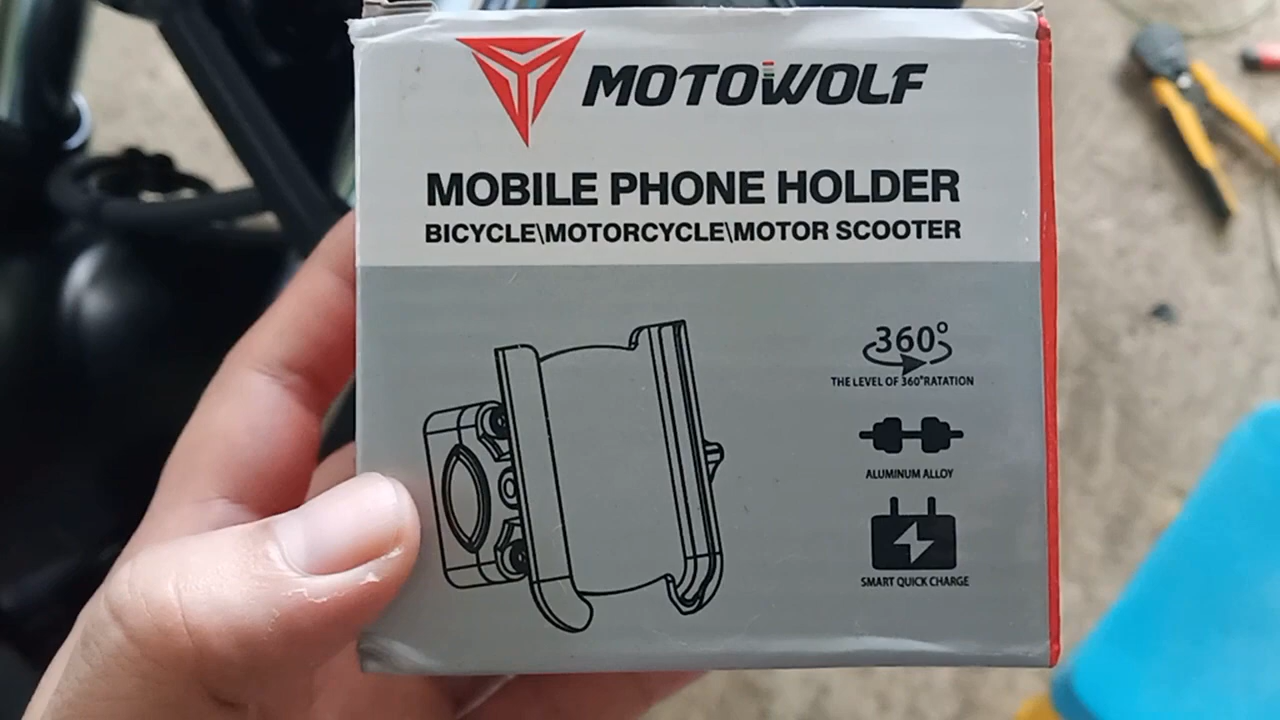 MOTOWOLF
MOBILE PHONE HOLDER
BICYCLE\MOTORCYCLE\MOTOR SCOOTER
360°
THE LEVEL OF 360°RATATION
ALUMINUM ALLOY
SMART QUICK CHARGE